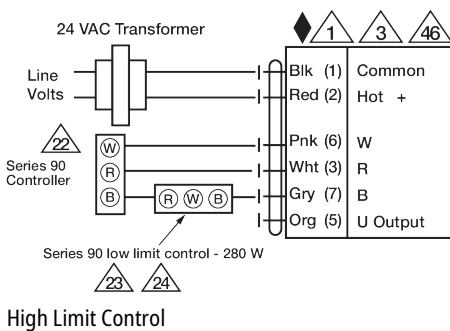 24 VAC Transformer
1 3 46
Line
Volts
Blk (1) Common
Red (2) Hot +
Pnk (6) W
Wht (3) R
Gry (7) B
Org (5) U Output
22
Series 90
Controller
W
R
B
R W B
Series 90 low limit control - 280 W
23 24
High Limit Control